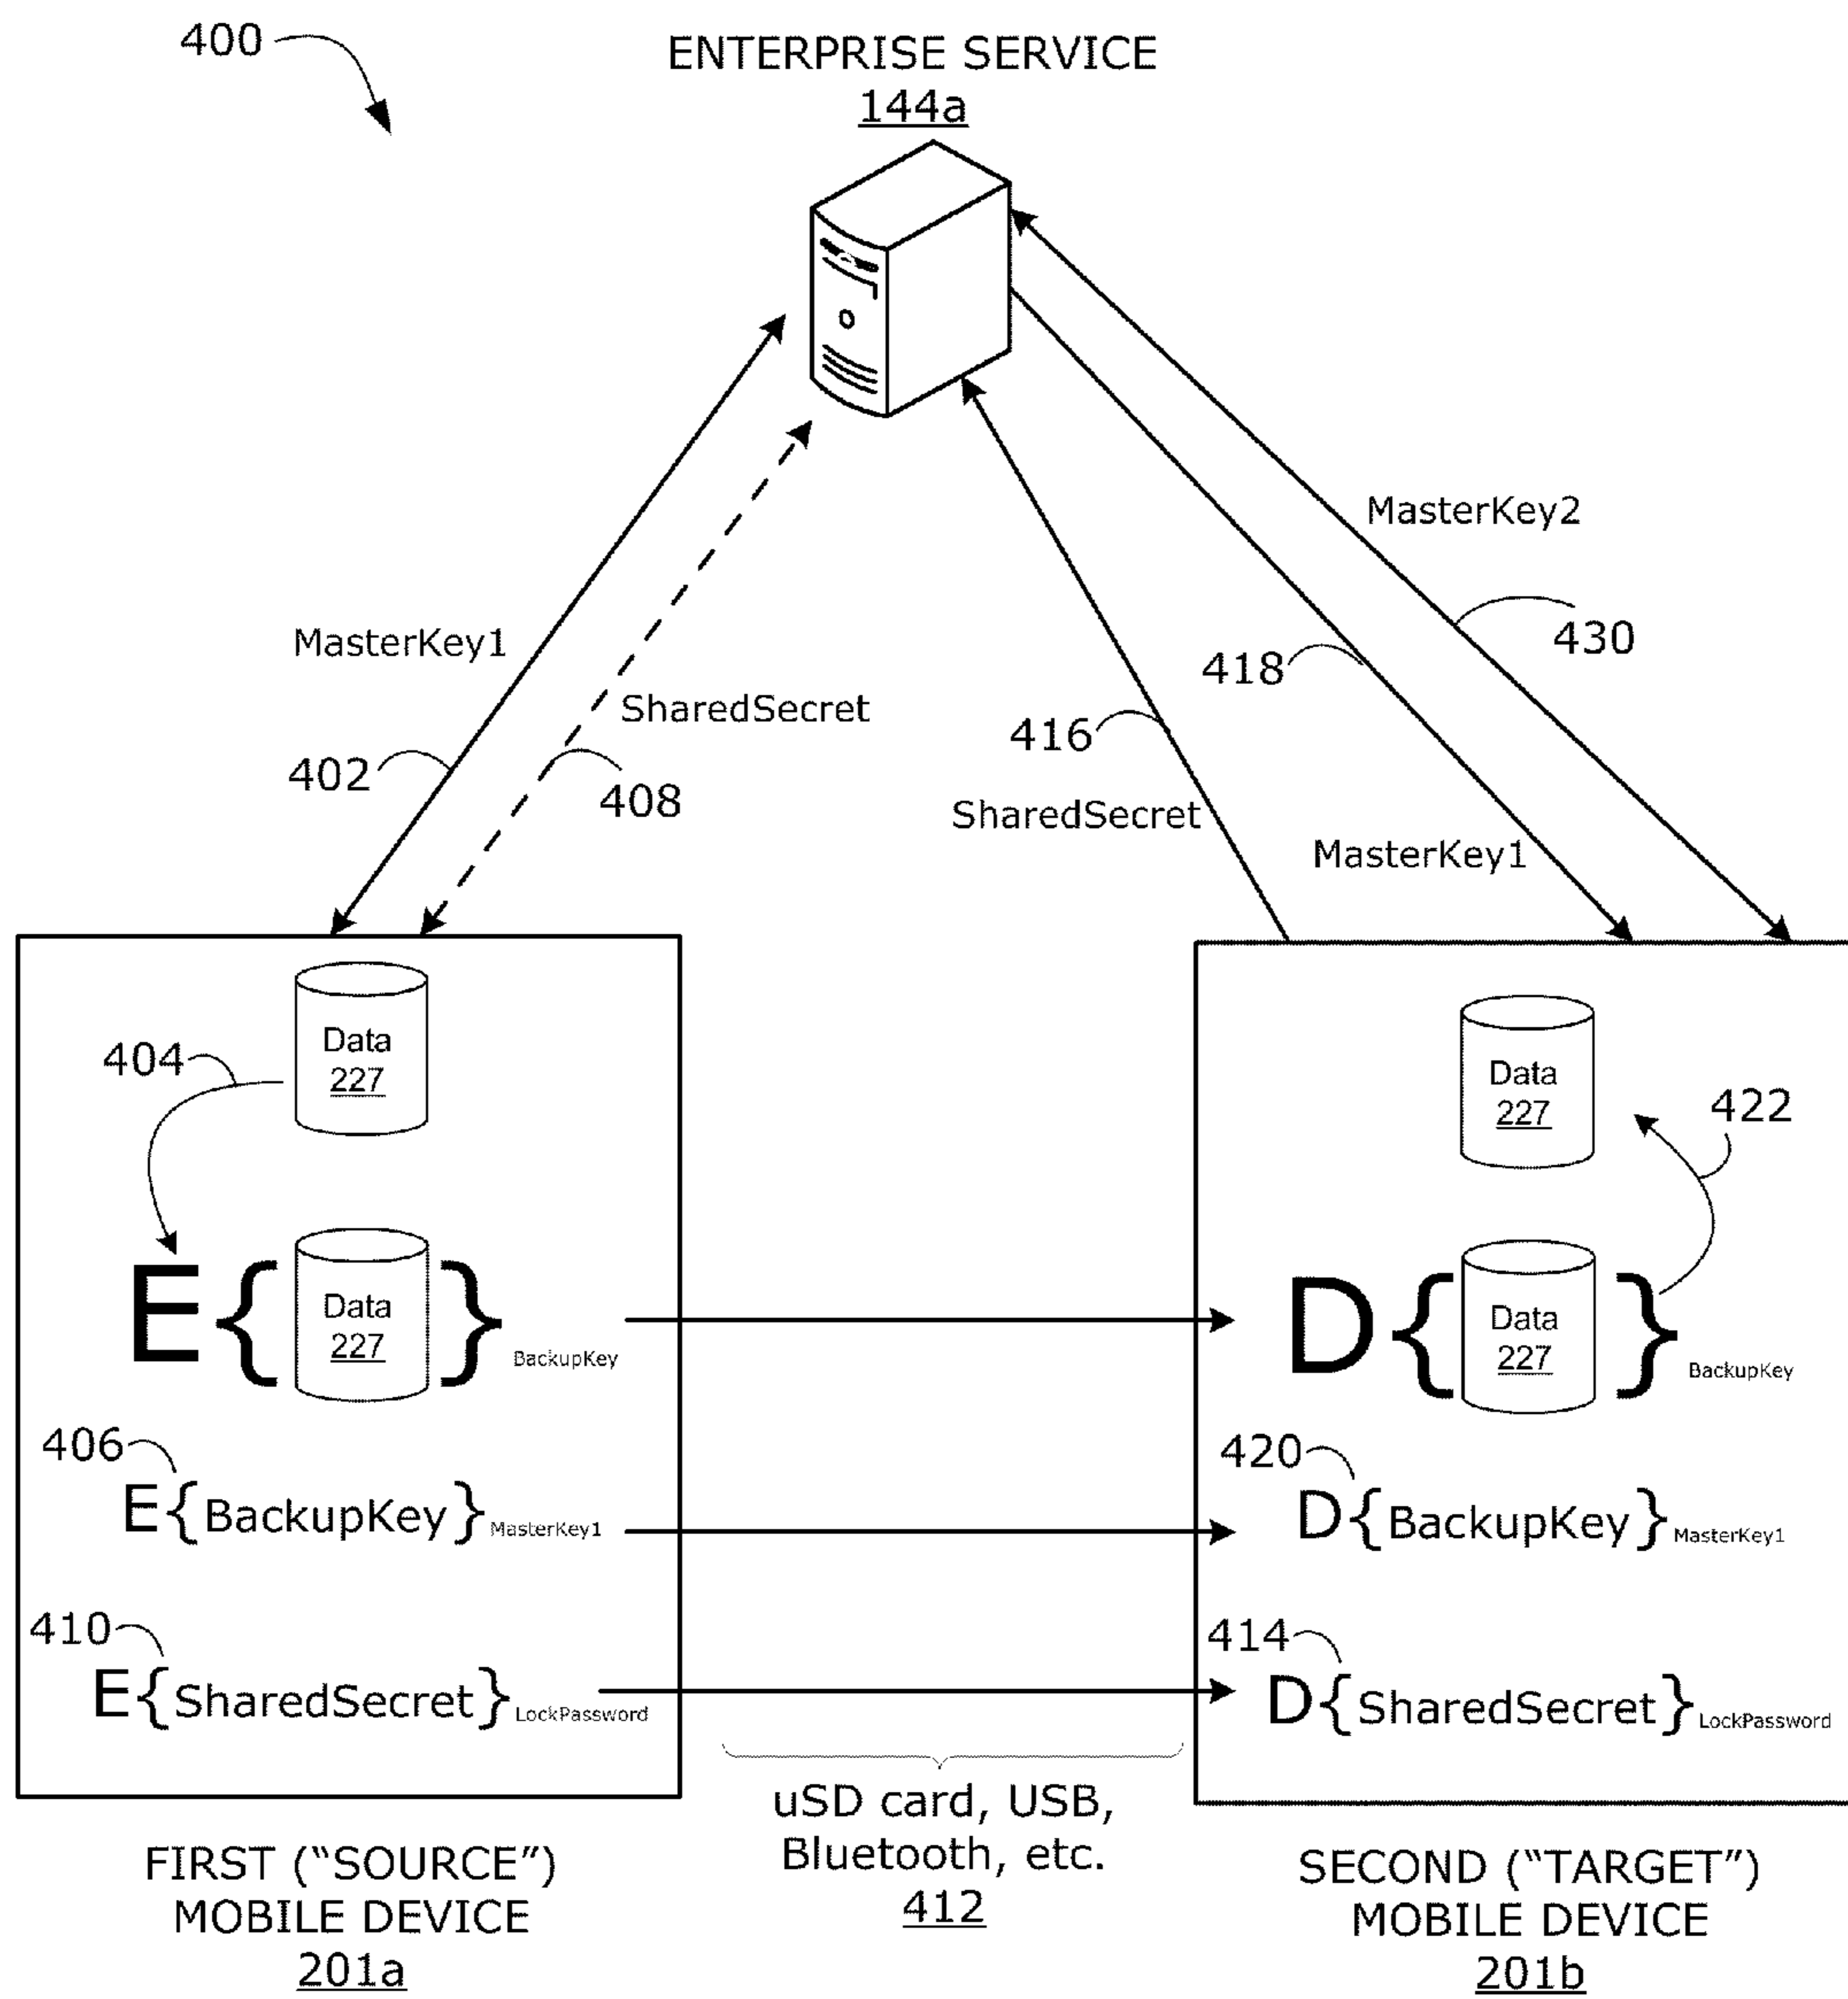 400
ENTERPRISE SERVICE
144a
MasterKey2
430
MasterKey1
418
SharedSecret
416
402
408
SharedSecret
MasterKey1
Data
227
404
Data
227
422
E{
Data
227
}BackupKey
D{
Data
227
}BackupKey
406
E{BackupKey}MasterKey1
420
D{BackupKey}MasterKey1
410
E{SharedSecret}LockPassword
414
D{SharedSecret}LockPassword
uSD card, USB,
Bluetooth, etc.
412
FIRST (“SOURCE”)
MOBILE DEVICE
201a
SECOND (“TARGET”)
MOBILE DEVICE
201b